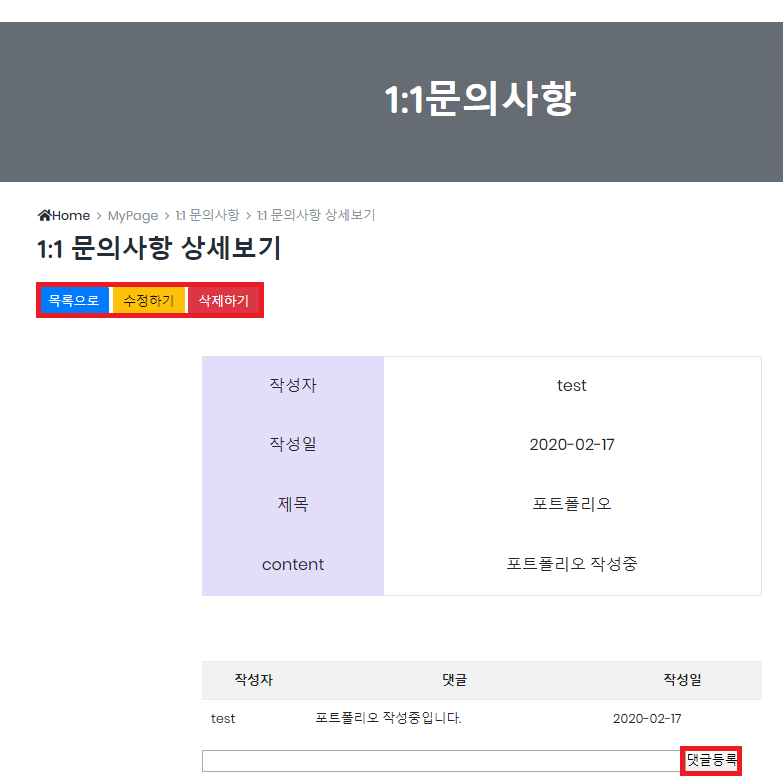 1:1문의사항
Home > MyPage > 1:1 문의사항 > 1:1 문의사항 상세보기
1:1 문의사항 상세보기
목록으로 수정하기 삭제하기
작성자 test
작성일 2020-02-17
제목 포트폴리오
content 포트폴리오 작성중
작성자 댓글 작성일
test 포트폴리오 작성중입니다. 2020-02-17
댓글등록